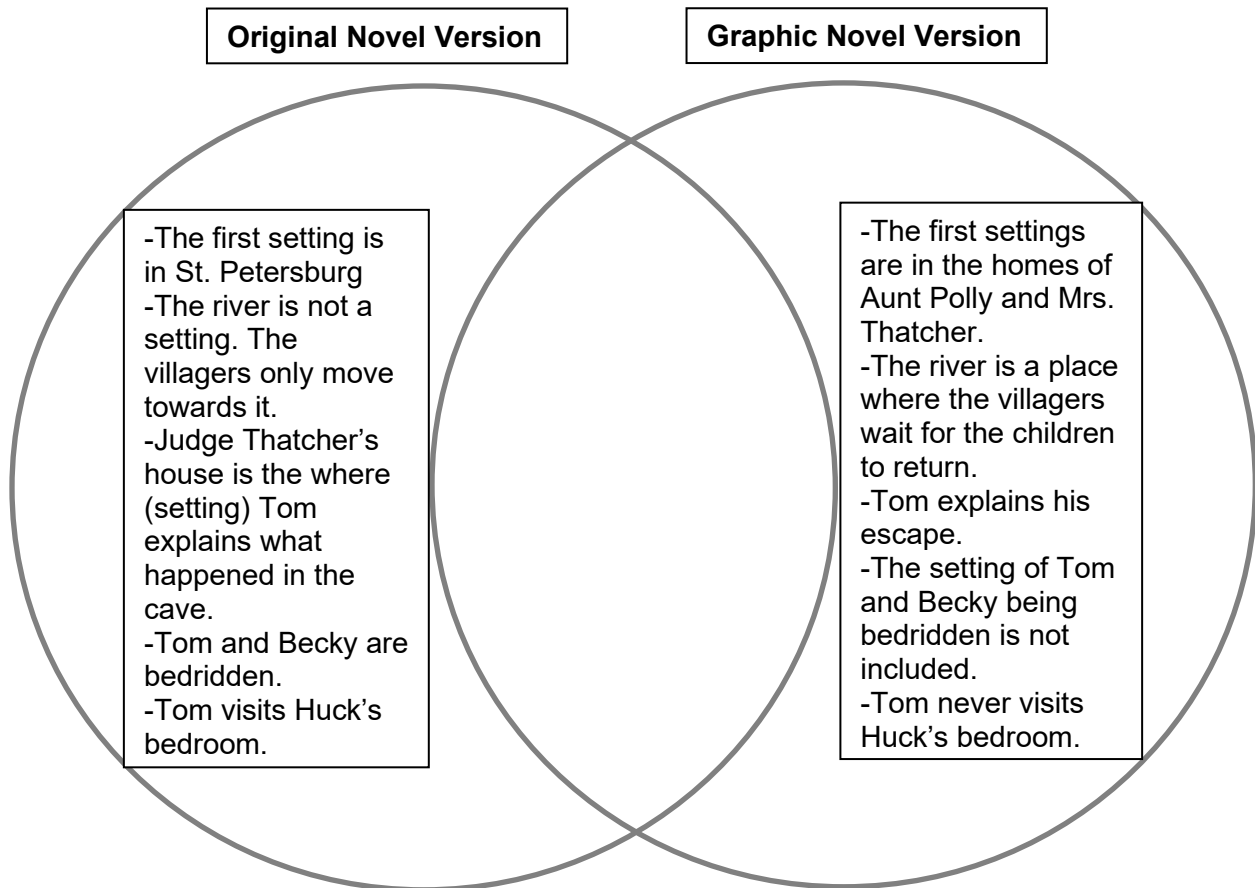 Original Novel Version
Graphic Novel Version
-The first setting is
in St. Petersburg
-The river is not a
setting. The
villagers only move
towards it.
-Judge Thatcher’s
house is the where
(setting) Tom
explains what
happened in the
cave.
-Tom and Becky are
bedridden.
-Tom visits Huck’s
bedroom.
-The first settings
are in the homes of
Aunt Polly and Mrs.
Thatcher.
-The river is a place
where the villagers
wait for the children
to return.
-Tom explains his
escape.
-The setting of Tom
and Becky being
bedridden is not
included.
-Tom never visits
Huck’s bedroom.